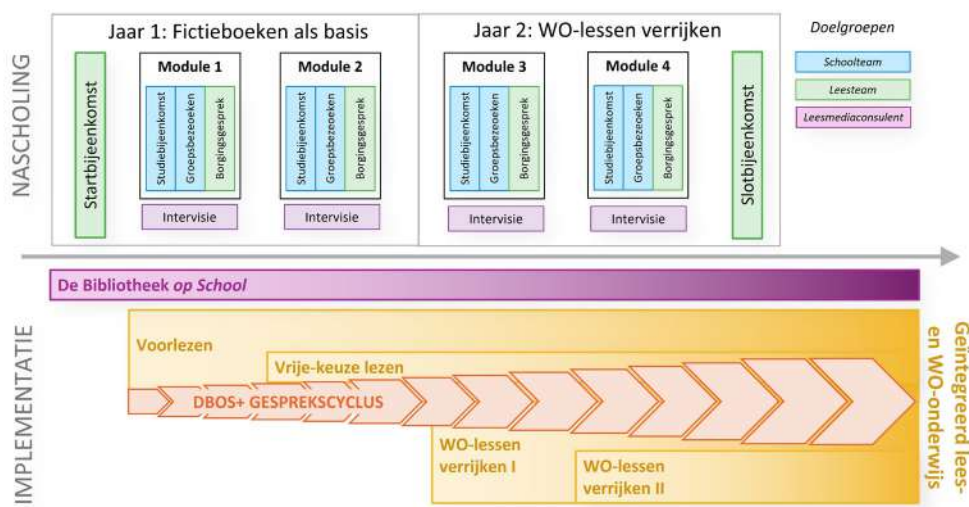 NASCHOLING
Jaar 1: Fictieboeken als basis
Startbijeenkomst
Module 1
Studiebijeenkomst
Groepsbezoeken
Borgingsgesprek
Intervisie
Module 2
Studiebijeenkomst
Groepsbezoeken
Borgingsgesprek
Intervisie
Jaar 2: WO-lessen verrijken
Module 3
Studiebijeenkomst
Groepsbezoeken
Borgingsgesprek
Intervisie
Module 4
Studiebijeenkomst
Groepsbezoeken
Borgingsgesprek
Intervisie
Slotbijeenkomst
Doelgroepen
Schoolteam
Leesteam
Leesmediaconsulent
De Bibliotheek op School
IMPLEMENTATIE
Voorlezen
Vrije-keuze lezen
DBOS+ GESPREKSCYCLUS
WO-lessen
verrijken I
WO-lessen
verrijken II
Geïntegreerd lees-
en WO-onderwijs